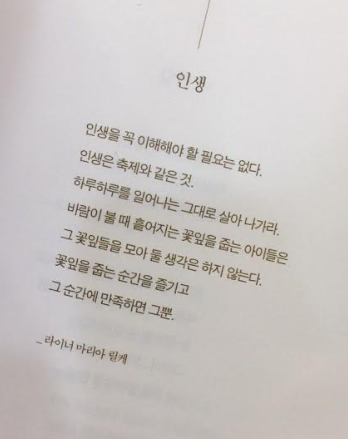 인생
인생을 꼭 이해해야 할 필요는 없다.
인생은 축제와 같은 것.
하루하루를 일어나는 그대로 살아 나가라.
바람이 불 때 흩어지는 꽃잎을 줍는 아이들은
그 꽃잎들을 모아 둘 생각은 하지 않는다.
꽃잎을 줍는 순간을 즐기고
그 순간에 만족하면 그뿐.
_ 라이너 마리아 릴케